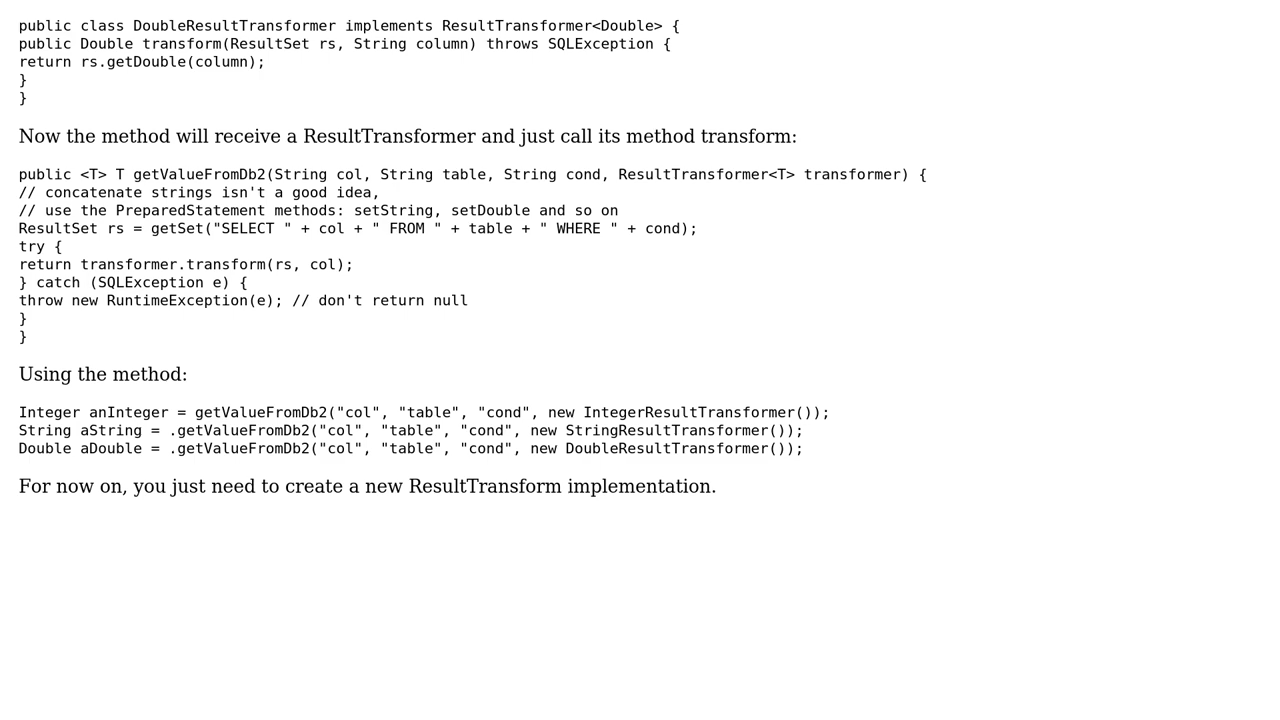 public class DoubleResultTransformer implements ResultTransformer<Double> {
public Double transform(ResultSet rs, String column) throws SQLException {
return rs.getDouble(column);
}
}
Now the method will receive a ResultTransformer and just call its method transform:
public <T> T getValueFromDb2(String col, String table, String cond, ResultTransformer<T> transformer) {
// concatenate strings isn't a good idea,
// use the PreparedStatement methods: setString, setDouble and so on
ResultSet rs = getSet("SELECT " + col + " FROM " + table + " WHERE " + cond);
try {
return transformer.transform(rs, col);
} catch (SQLException e) {
throw new RuntimeException(e); // don't return null
}
}
Using the method:
Integer anInteger = getValueFromDb2("col", "table", "cond", new IntegerResultTransformer());
String aString = .getValueFromDb2("col", "table", "cond", new StringResultTransformer());
Double aDouble = .getValueFromDb2("col", "table", "cond", new DoubleResultTransformer());
For now on, you just need to create a new ResultTransform implementation.